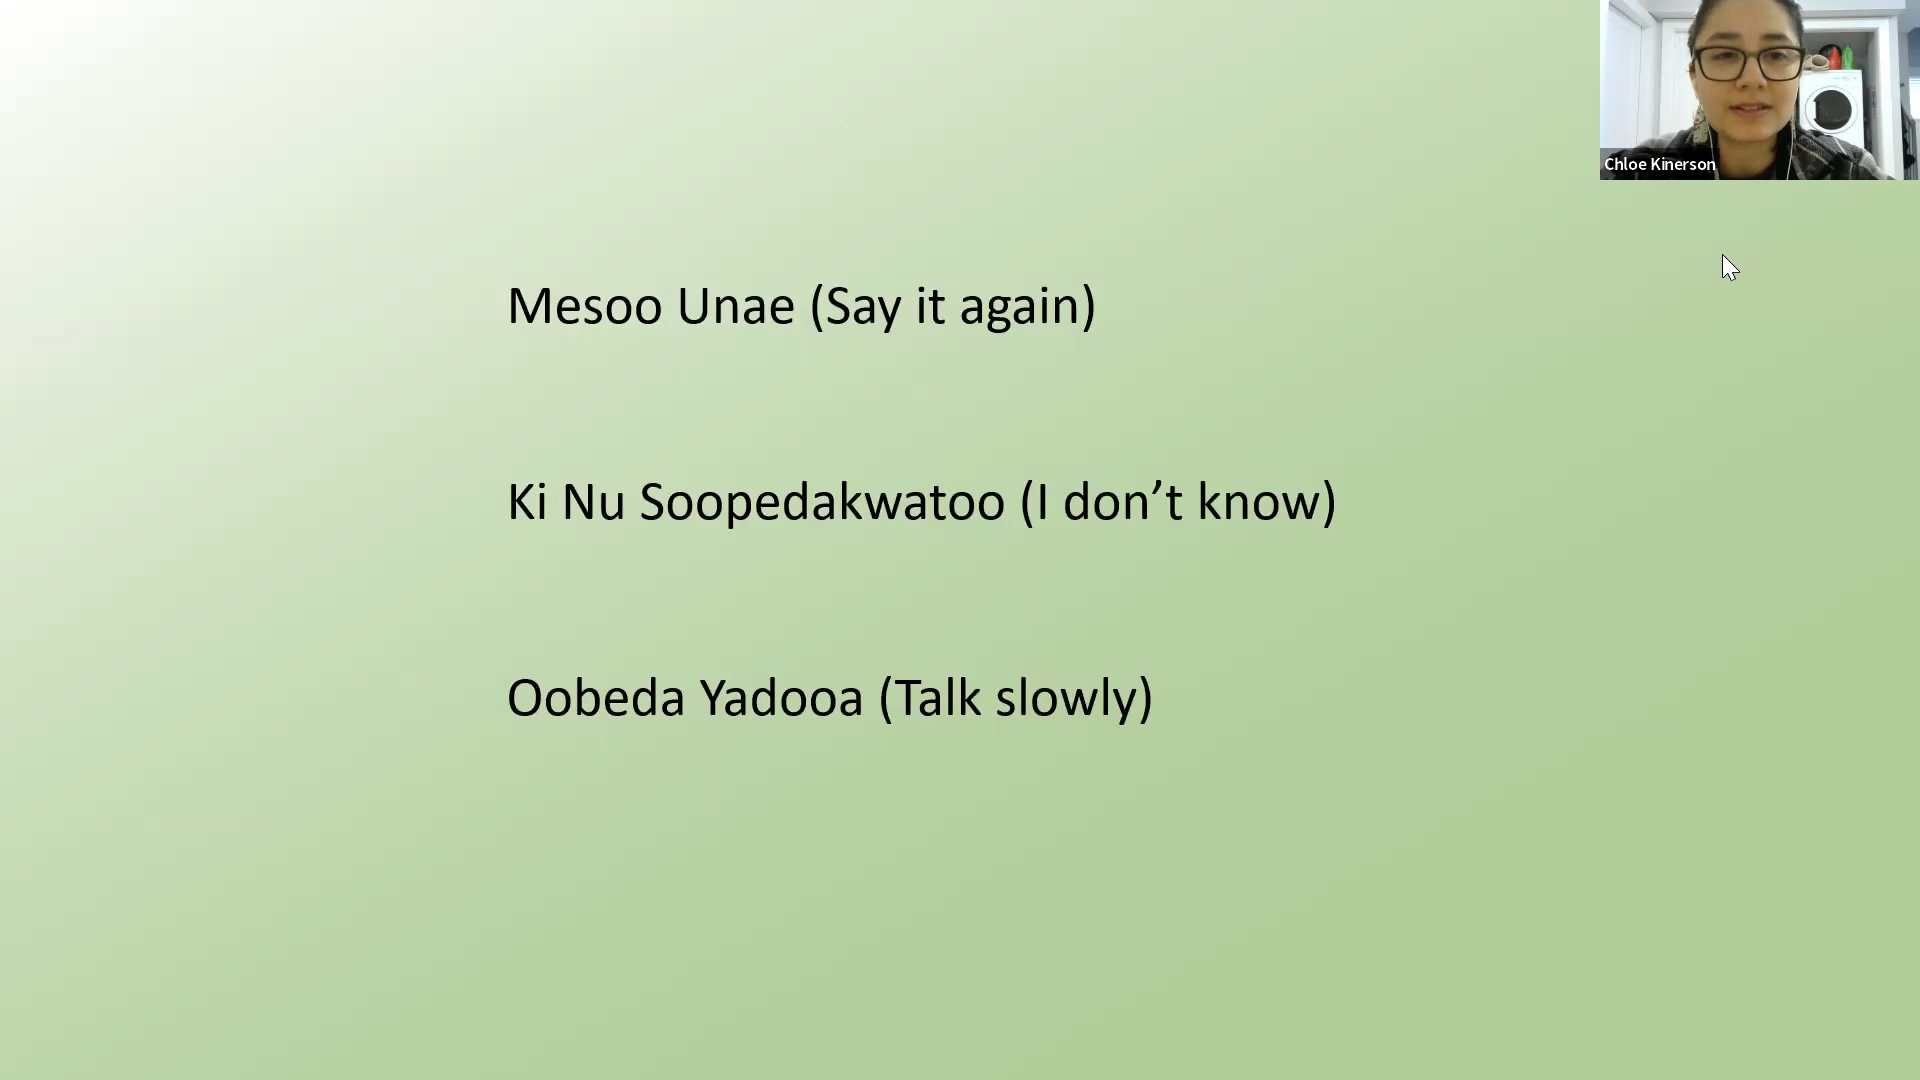 Chloe Kinerson
Mesoo Unae (Say it again)
Ki Nu Soopedakwatoo (I don’t know)
Oobeda Yadooa (Talk slowly)